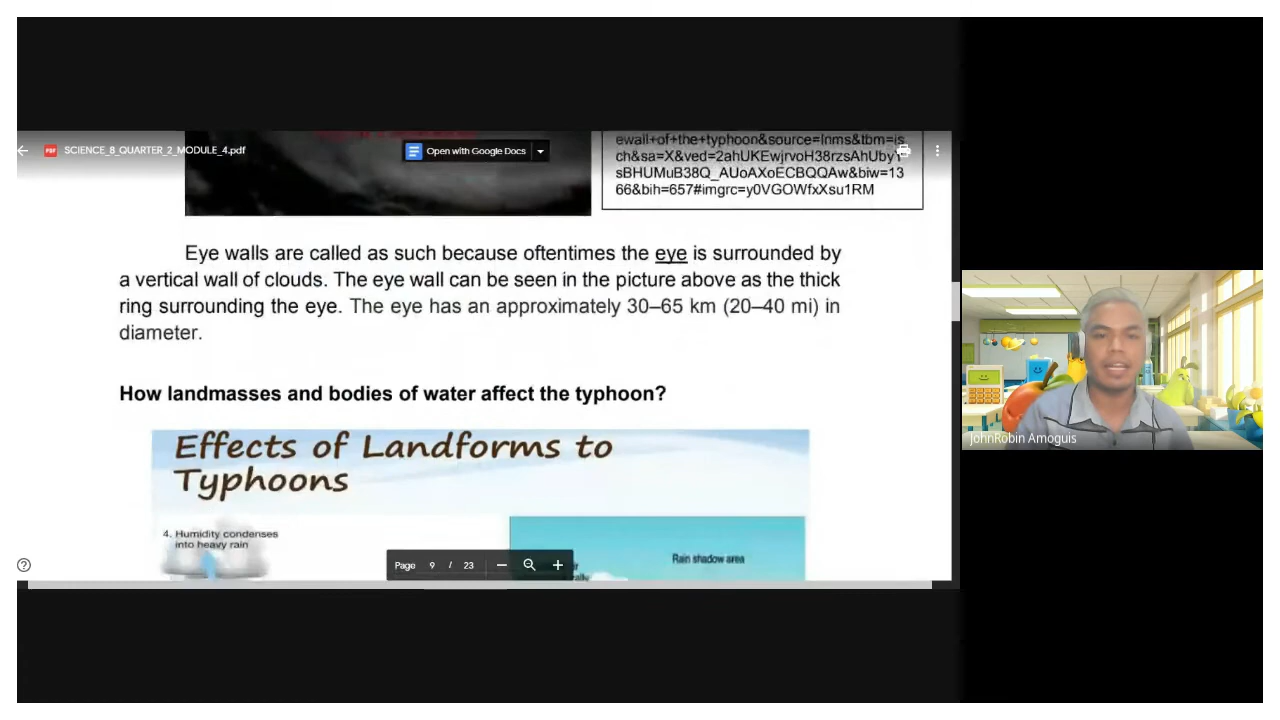 ewall+of+the+typhoon&source=lnms&tbm=is
SCIENCE_8_QUARTER_2_MODULE_4.pdf
Open with Google Docs
ch&sa=X&ved=2ahUKEwjrvoH38rzsAhUbyY
sBHUMuB38Q_AUoAXoECBQQAw&biw=13
66&bih=657#imgrc=y0VGOWfxXsu1RM
Eye walls are called as such because oftentimes the eye is surrounded by
a vertical wall of clouds. The eye wall can be seen in the picture above as the thick
ring surrounding the eye. The eye has an approximately 30–65 km (20–40 mi) in
diameter.
How landmasses and bodies of water affect the typhoon?
Effects of Landforms to
Typhoons
4. Humidity condenses
into heavy rain
Rain shadow area
Page 9 / 23
JohnRobin Amoguis